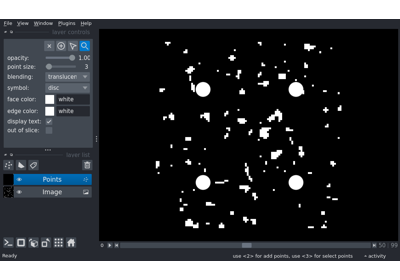 File View Window Plugins Help
layer controls
opacity: 1.00
point size: 3
blending: translucen
symbol: disc
face color: white
edge color: white
display text:
out of slice:
layer list
Points
Image
0 50 99
Ready use <2> for add points, use <3> for select points activity